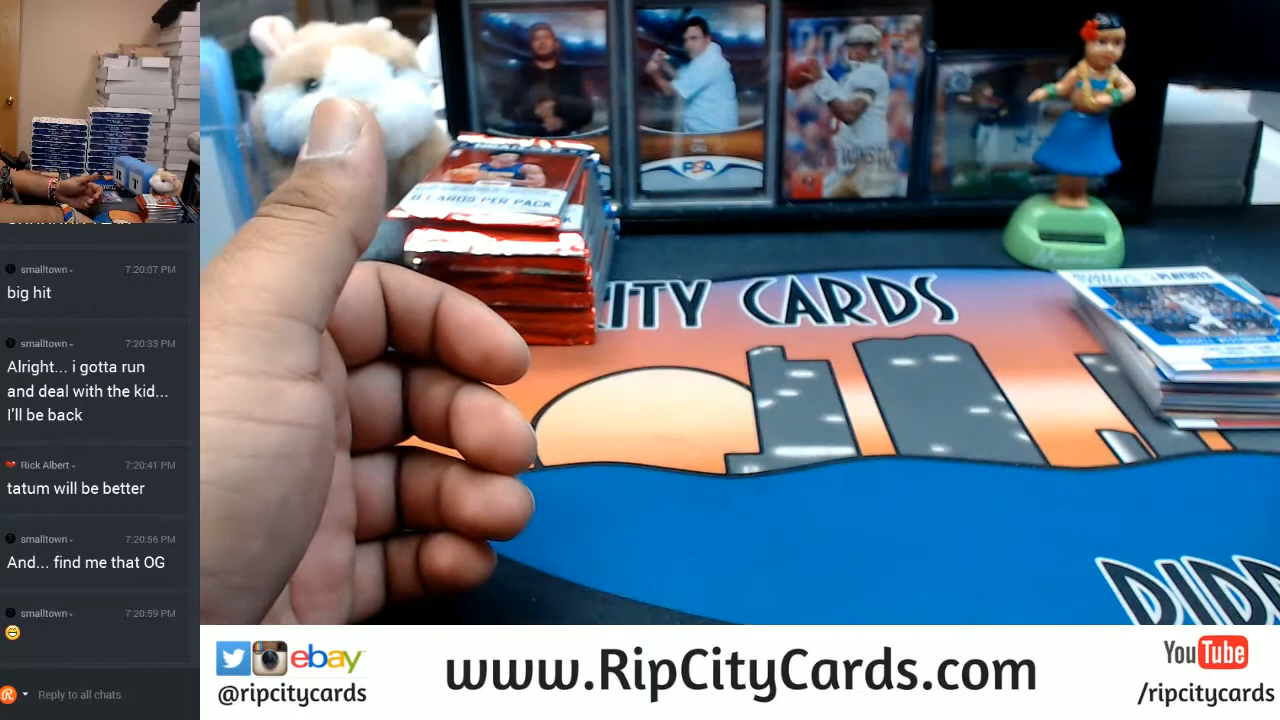 smalltown 7:20:07 PM
big hit
smalltown 7:20:33 PM
Alright... i gotta run
and deal with the kid...
I'll be back
Rick Albert 7:20:41 PM
tatum will be better
smalltown 7:20:56 PM
And... find me that OG
smalltown 7:20:59 PM
Reply to all chats
8 CARDS PER PACK
WINSTON
CITY CARDS
RIPC
ebay
@ripcitycards
www.RipCityCards.com
YouTube
/ripcitycards